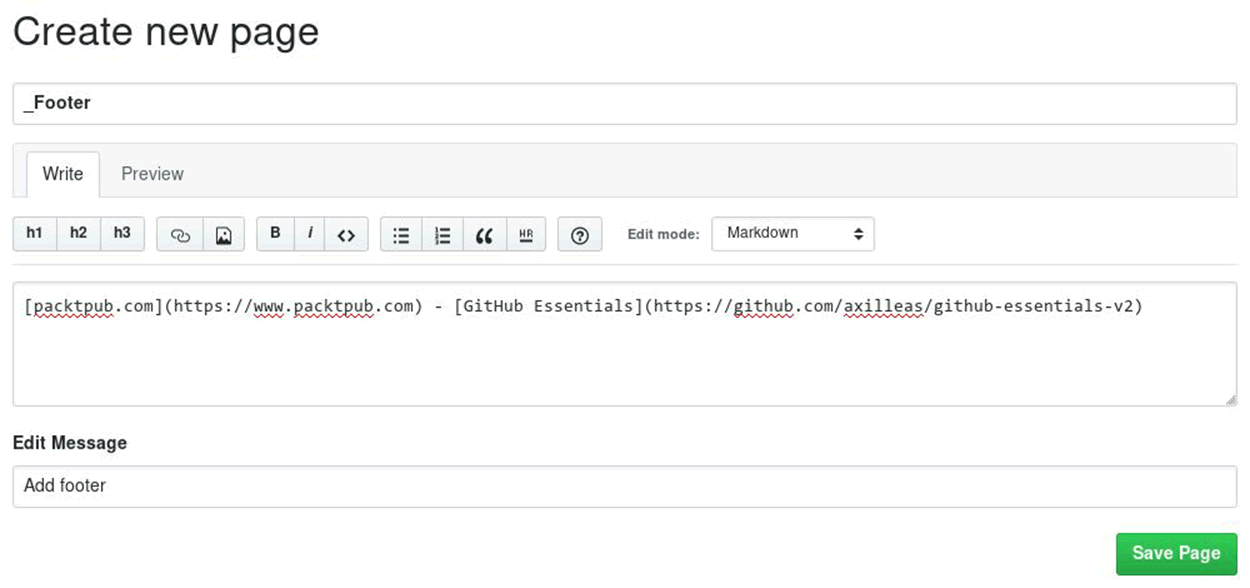 Create new page
_Footer
Write Preview
h1 h2 h3 B i <> HR ? Edit mode: Markdown
[packtpub.com](https://www.packtpub.com) - [GitHub Essentials](https://github.com/axilleas/github-essentials-v2)
Edit Message
Add footer
Save Page